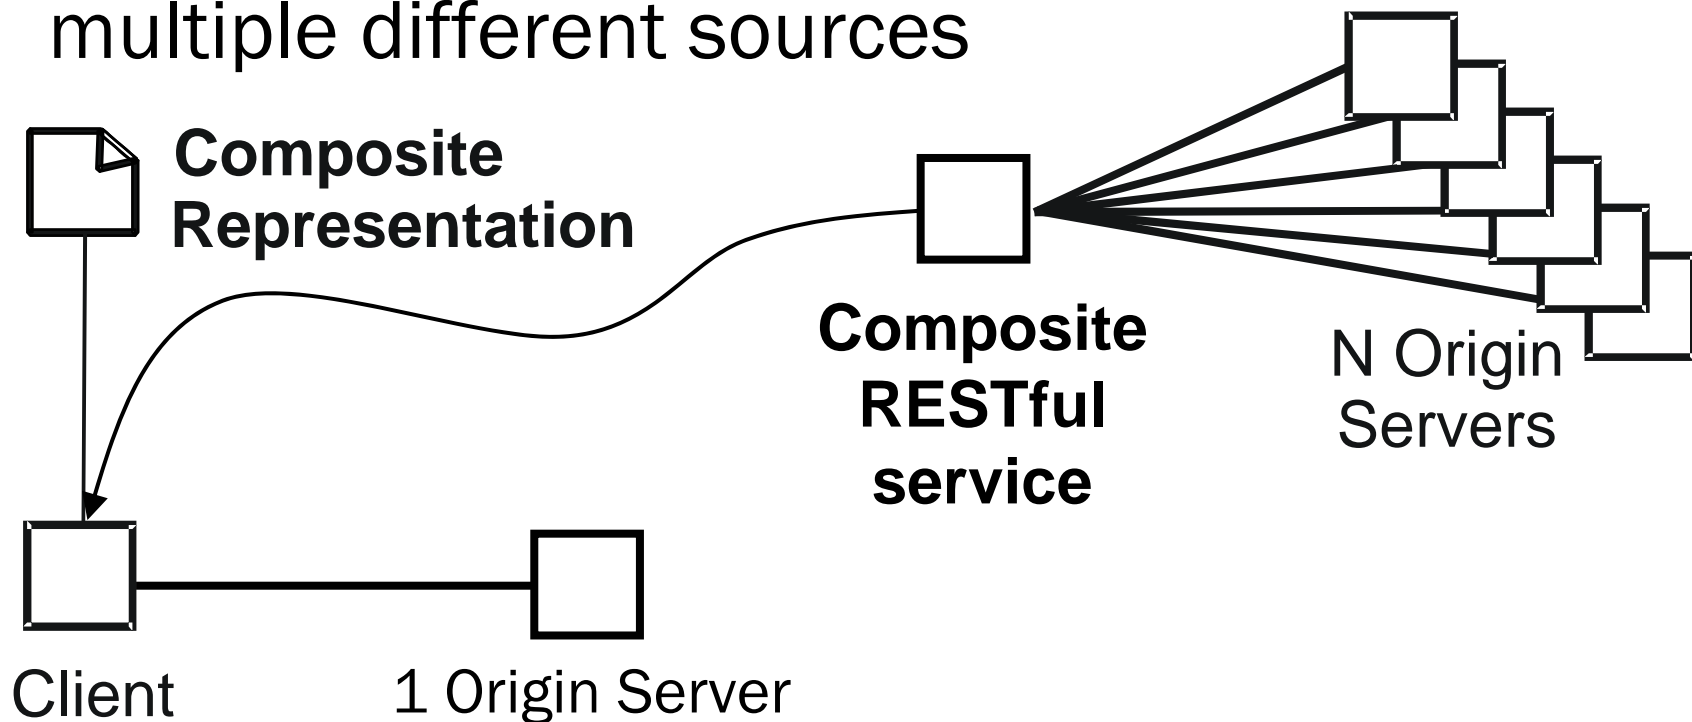 multiple different sources
Composite
Representation
Composite
RESTful
service
N Origin
Servers
Client
1 Origin Server